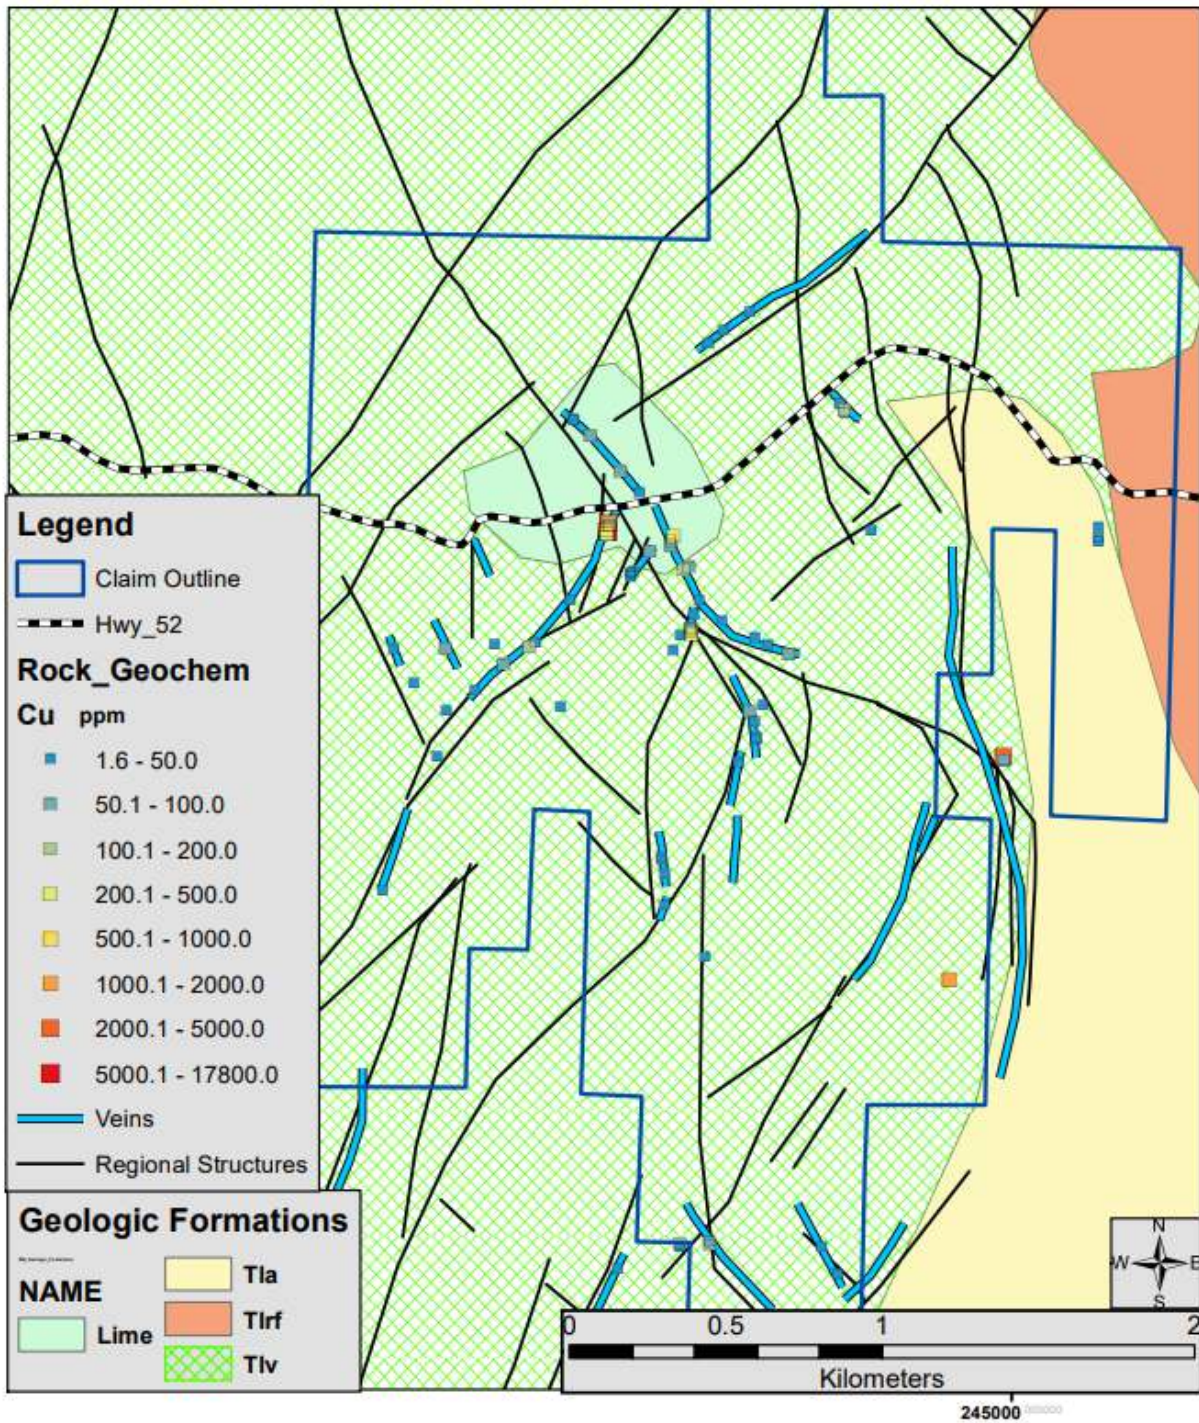 Legend
Claim Outline
Hwy_52
Rock_Geochem
Cu ppm
1.6 - 50.0
50.1 - 100.0
100.1 - 200.0
200.1 - 500.0
500.1 - 1000.0
1000.1 - 2000.0
2000.1 - 5000.0
5000.1 - 17800.0
Veins
Regional Structures
Geologic Formations
NAME
Lime
Tla
Tlrf
Tlv
N
W E
S
0 0.5 1 2
Kilometers
245000